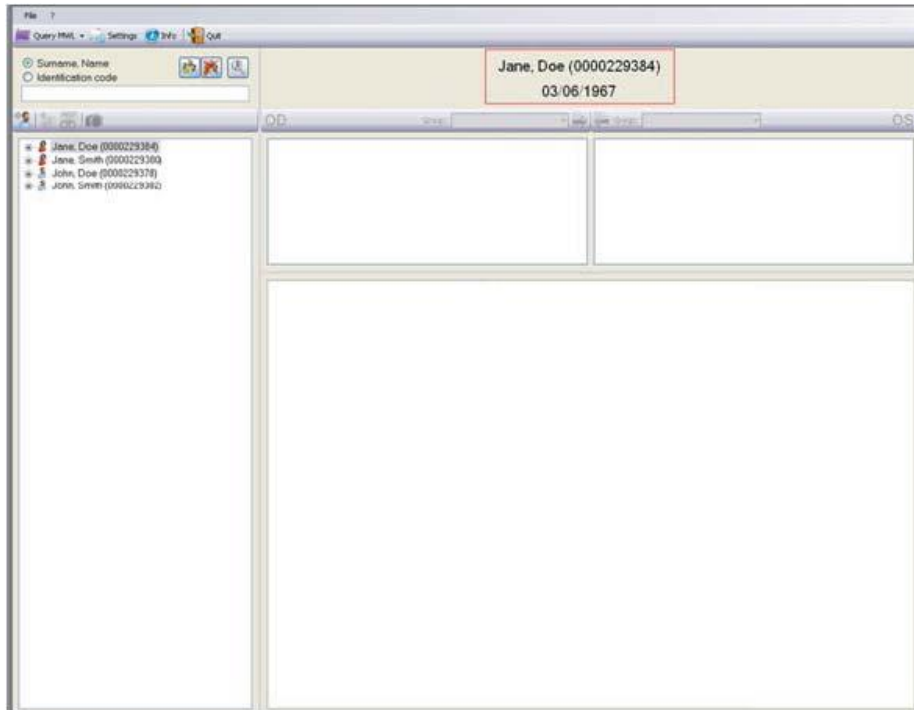 File ?
Query MWL Settings Info Quit
Surname, Name
Identification code
Jane, Doe (0000229384)
03/06/1967
OD OS
Jane, Doe (0000229384)
Jane, Smith (0000229380)
John, Doe (0000229378)
John, Smith (0000229382)